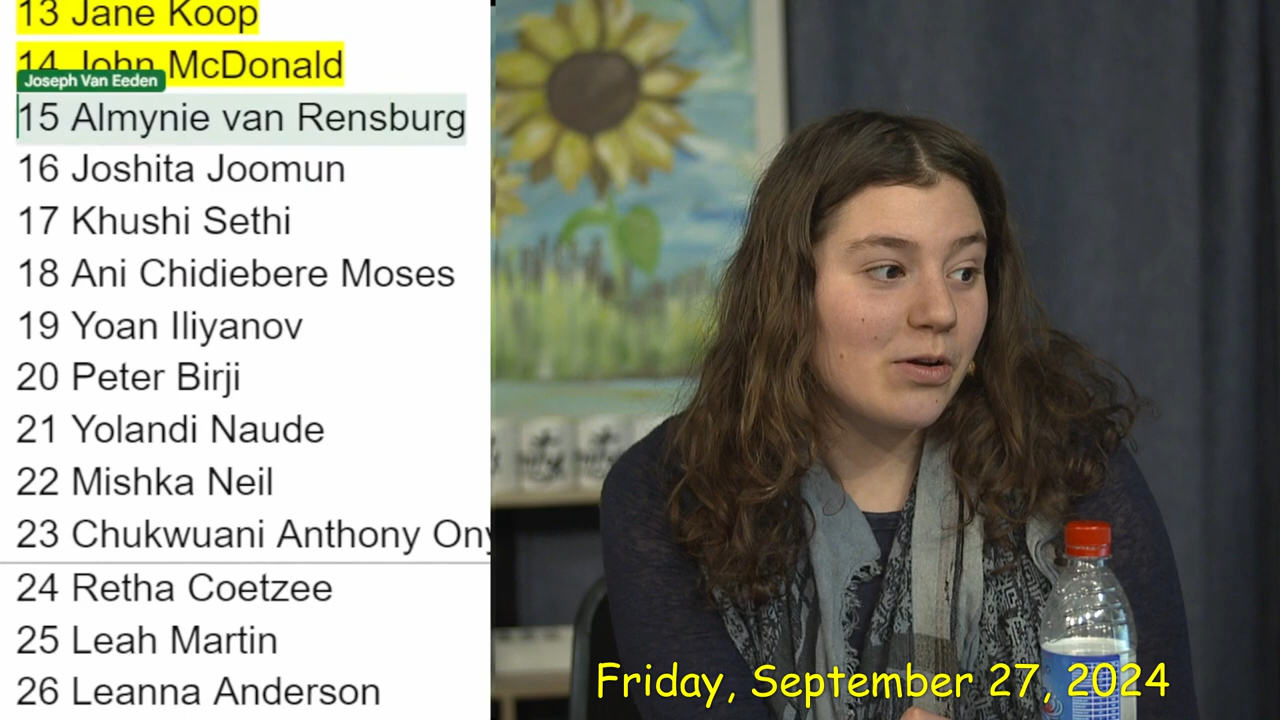 13 Jane Koop
14 John McDonald
Joseph Van Eeden
15 Almynie van Rensburg
16 Joshita Joomun
17 Khushi Sethi
18 Ani Chidiebere Moses
19 Yoan Iliyanov
20 Peter Birji
21 Yolandi Naude
22 Mishka Neil
23 Chukwuani Anthony Ony
24 Retha Coetzee
25 Leah Martin
26 Leanna Anderson
Friday, September 27, 2024